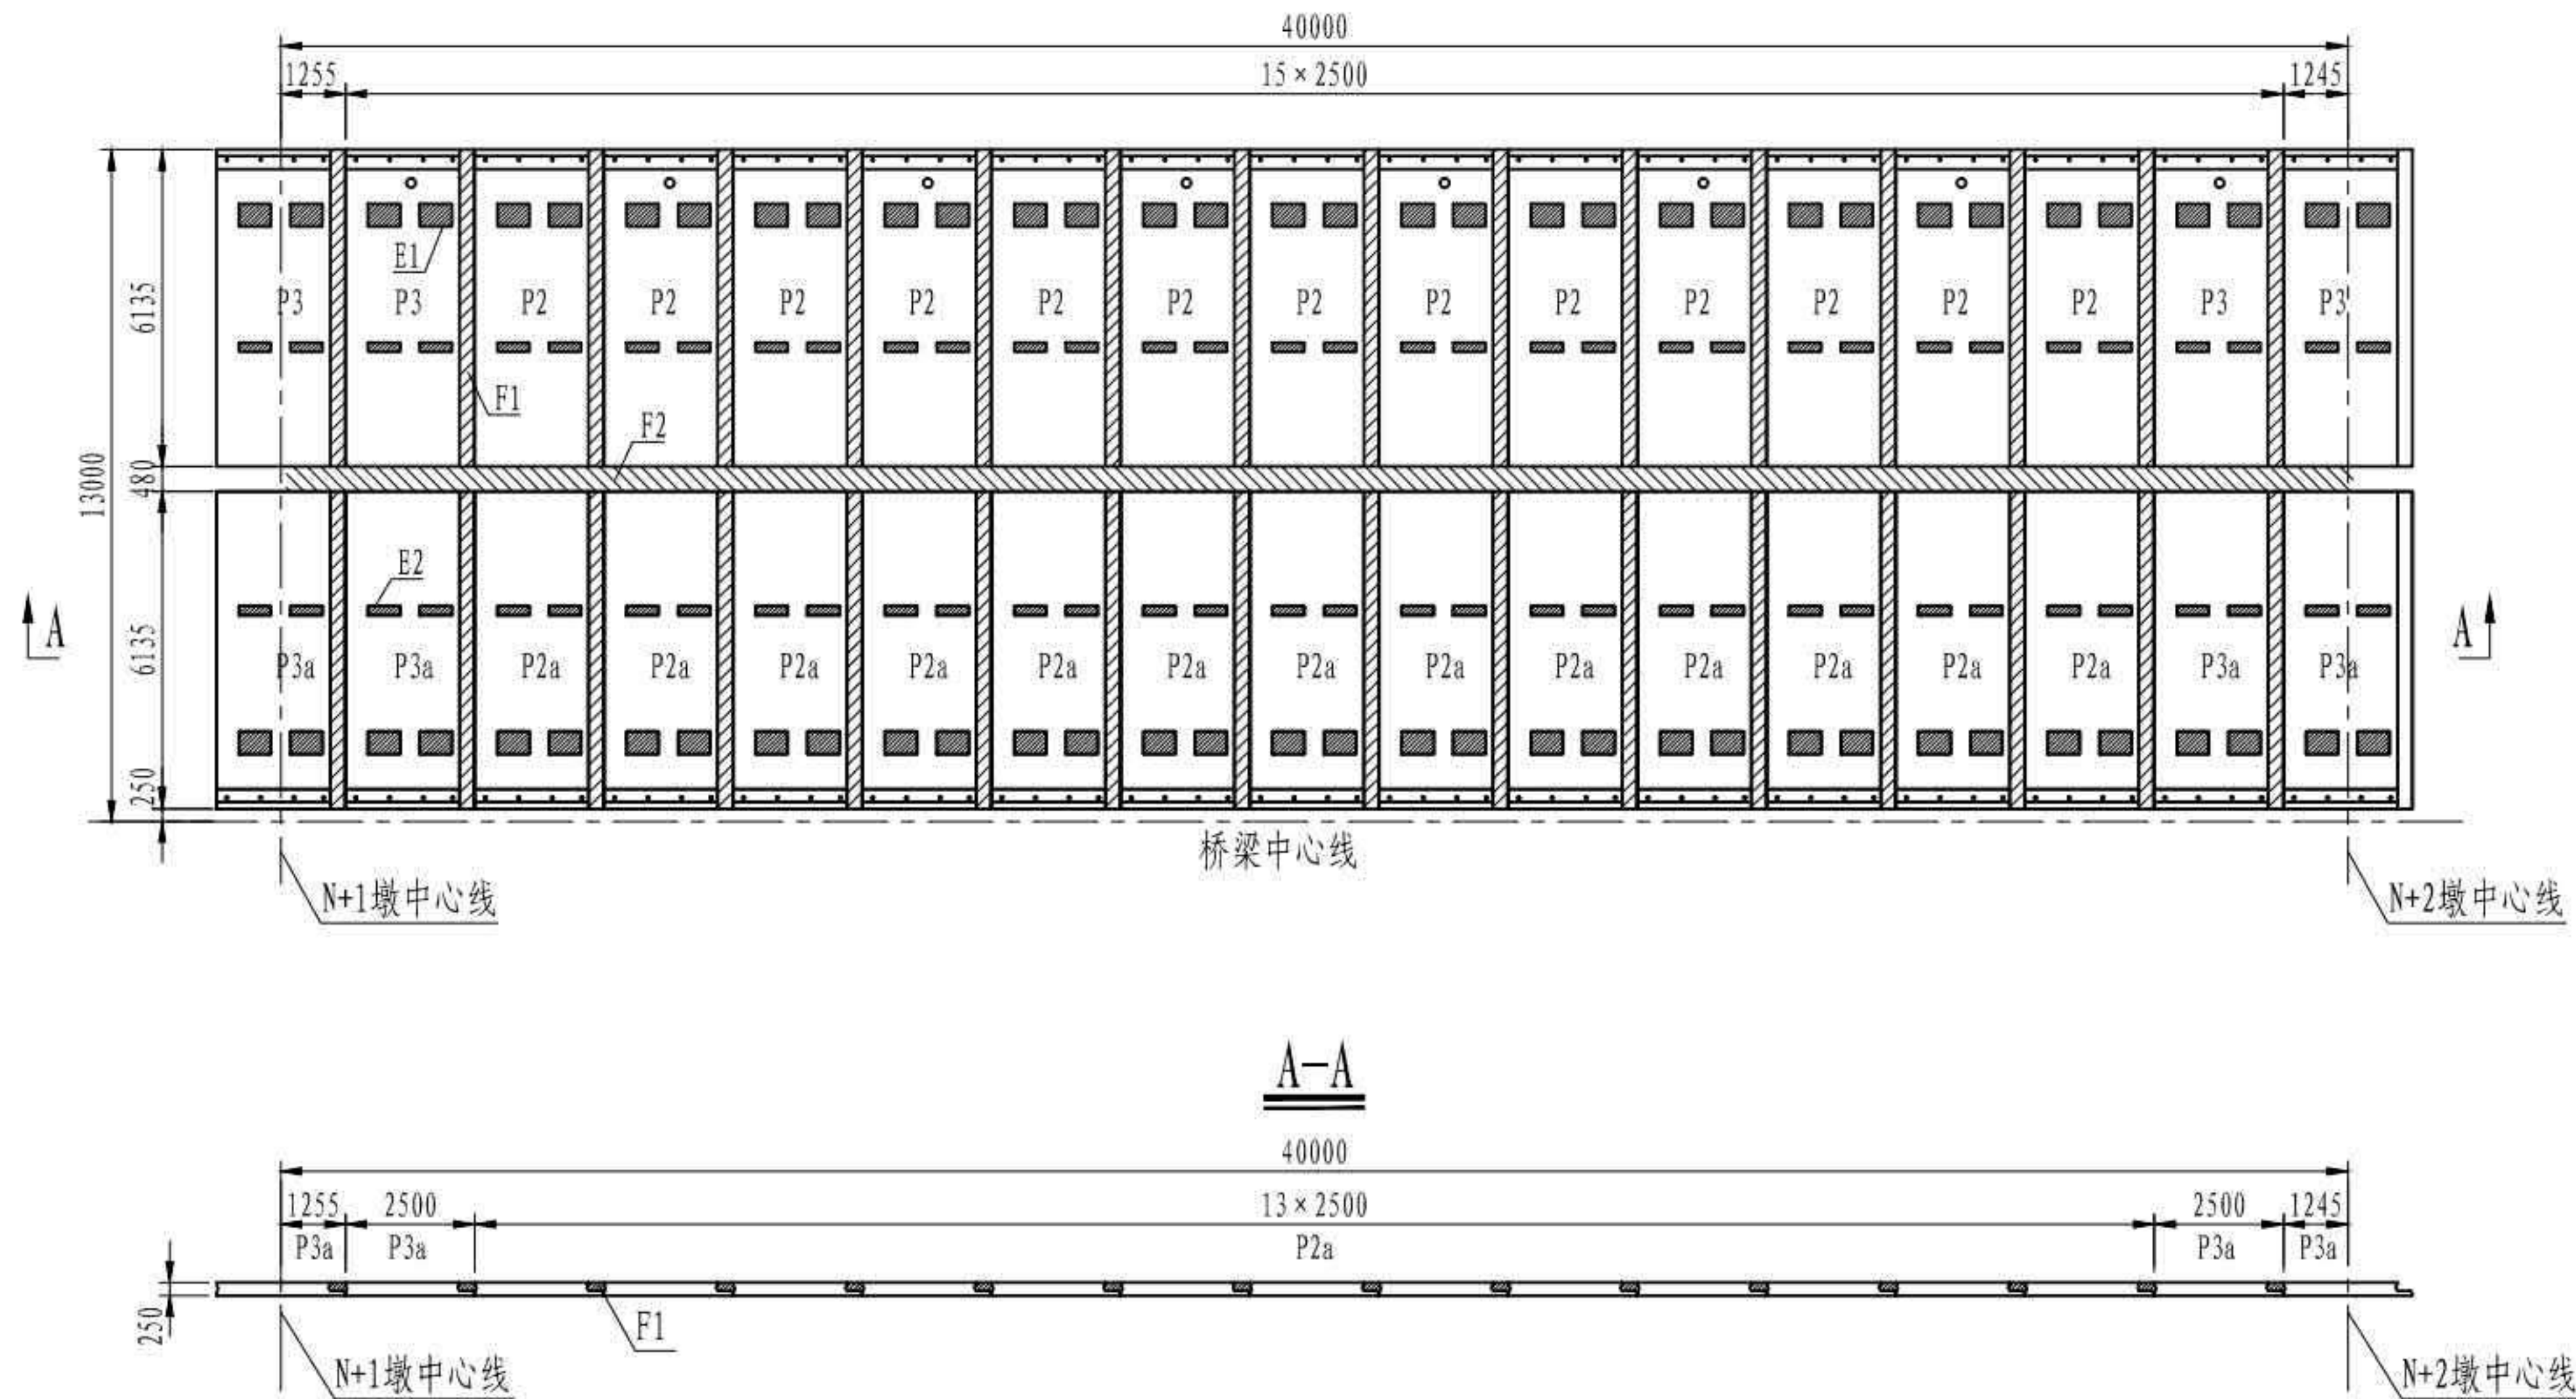 40000
1255 15×2500 1245
E1
6135 P3 P3 P2 P2 P2 P2 P2 P2 P2 P2 P2 P2 P2 P2 P2 P3 P3
F1
F2
13000
480
E2
A A
6135 P3a P3a P2a P2a P2a P2a P2a P2a P2a P2a P2a P2a P2a P2a P2a P3a P3a
250
桥梁中心线
N+1墩中心线 N+2墩中心线
A-A
40000
1255 2500 13×2500 2500 1245
P3a P3a P2a P3a P3a
250
F1
N+1墩中心线 N+2墩中心线